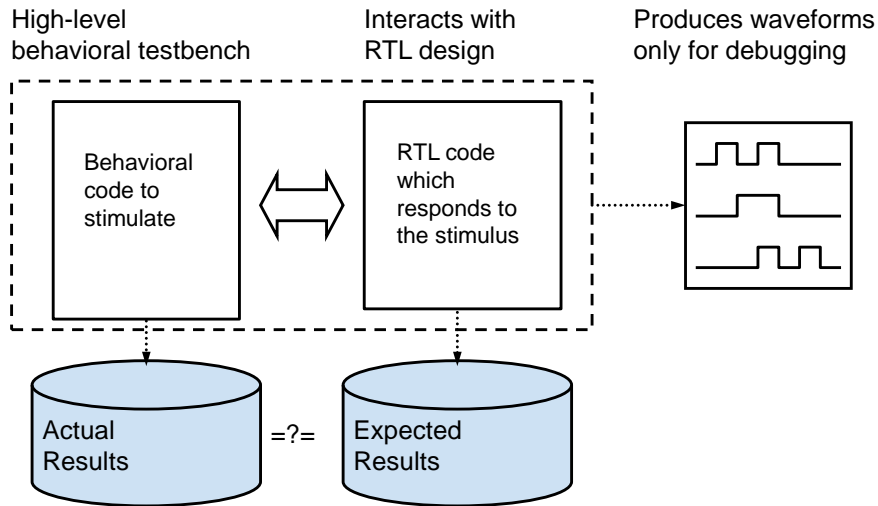 High-level
behavioral testbench
Interacts with
RTL design
Produces waveforms
only for debugging
Behavioral
code to
stimulate
RTL code
which
responds to
the stimulus
Actual
Results
=?=
Expected
Results